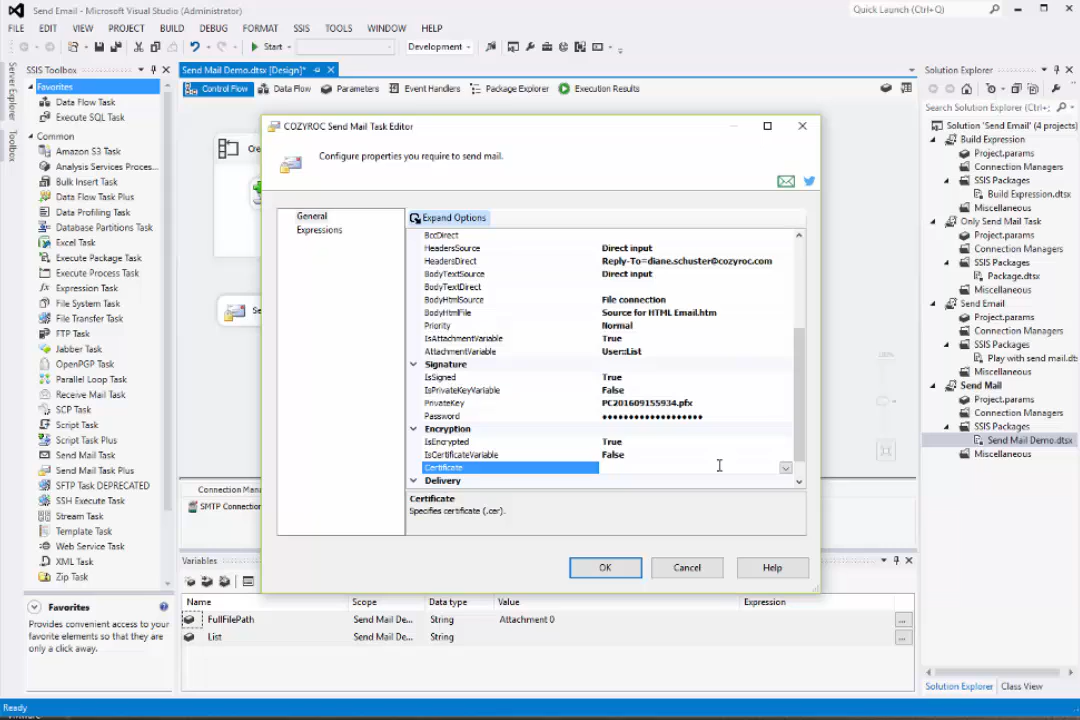 Send Email - Microsoft Visual Studio (Administrator)
Quick Launch (Ctrl+Q)
FILE EDIT VIEW PROJECT BUILD DEBUG FORMAT SSIS TOOLS WINDOW HELP
Start
Development
Server Explorer
Toolbox
SSIS Toolbox
Favorites
Data Flow Task
Execute SQL Task
Common
Amazon S3 Task
Analysis Services Proces...
Bulk Insert Task
Data Flow Task Plus
Data Profiling Task
Database Partitions Task
Excel Task
Execute Package Task
Execute Process Task
Expression Task
File System Task
File Transfer Task
FTP Task
Jabber Task
OpenPGP Task
Parallel Loop Task
Receive Mail Task
SCP Task
Script Task
Script Task Plus
Send Mail Task
Send Mail Task Plus
SFTP Task DEPRECATED
SSH Execute Task
Stream Task
Template Task
Web Service Task
XML Task
Zip Task
Favorites
Provides convenient access to your
favorite elements so that they are
only a click away.
Send Mail Demo.dtsx [Design]*
Control Flow Data Flow Parameters Event Handlers Package Explorer Execution Results
COZYROC Send Mail Task Editor
Configure properties you require to send mail.
General
Expressions
Expand Options
BccDirect
HeadersSource Direct input
HeadersDirect Reply-To=diane.schuster@cozyroc.com
BodyTextSource Direct input
BodyTextDirect
BodyHtmlSource File connection
BodyHtmlFile Source for HTML Email.htm
Priority Normal
IsAttachmentVariable True
AttachmentVariable User::List
Signature
IsSigned True
IsPrivateKeyVariable False
PrivateKey PC201609155934.pfx
Password ●●●●●●●●●●●●●●●●●●●
Encryption
IsEncrypted True
IsCertificateVariable False
Certificate
Delivery
Certificate
Specifies certificate (.cer).
OK Cancel Help
Connection Mana
SMTP Connection
Variables
Name Scope Data type Value Expression
FullFilePath Send Mail De... String Attachment 0 ...
List Send Mail De... String ...
Solution Explorer
Search Solution Explorer (Ctrl+;
Solution 'Send Email' (4 projects)
Build Expression
Project.params
Connection Managers
SSIS Packages
Build Expression.dtsx
Miscellaneous
Only Send Mail Task
Project.params
Connection Managers
SSIS Packages
Package.dtsx
Miscellaneous
Send Email
Project.params
Connection Managers
SSIS Packages
Play with send mail.dt
Miscellaneous
Send Mail
Project.params
Connection Managers
SSIS Packages
Send Mail Demo.dtsx
Miscellaneous
Solution Explorer Class View
Ready